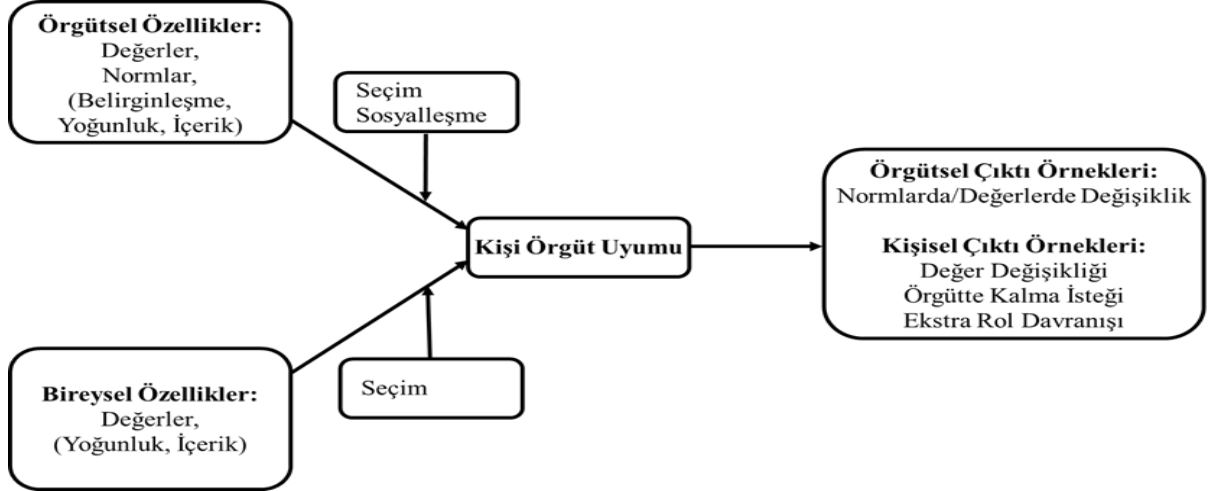 Örgütsel Özellikler:
Değerler,
Normlar,
(Belirginleşme,
Yoğunluk, İçerik)
Seçim
Sosyalleşme
Kişi Örgüt Uyumu
Örgütsel Çıktı Örnekleri:
Normlarda/Değerlerde Değişiklik
Kişisel Çıktı Örnekleri:
Değer Değişikliği
Örgütte Kalma İsteği
Ekstra Rol Davranışı
Bireysel Özellikler:
Değerler,
(Yoğunluk, İçerik)
Seçim